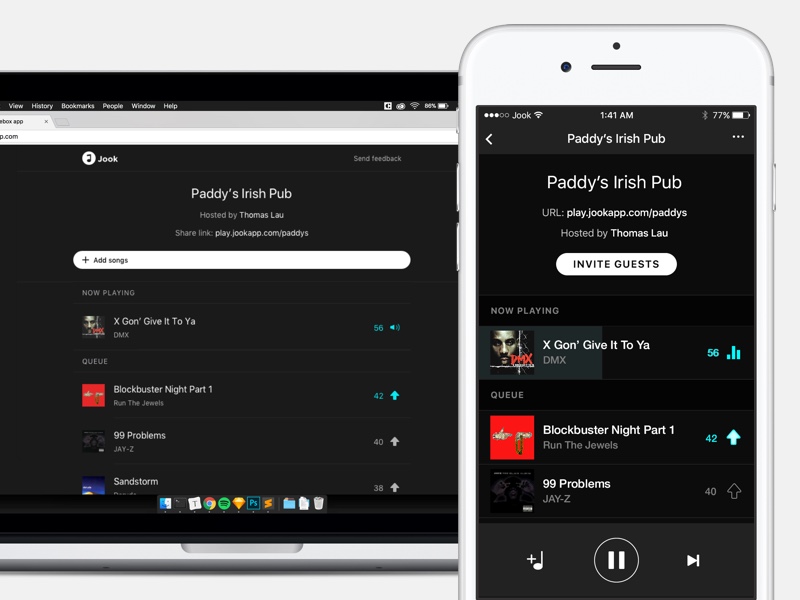 View History Bookmarks People Window Help
86%
ebox app
p.com
Jook
Send feedback
Paddy's Irish Pub
Hosted by Thomas Lau
Share link: play.jookapp.com/paddys
+ Add songs
NOW PLAYING
X Gon' Give It To Ya
DMX
56
QUEUE
Blockbuster Night Part 1
Run The Jewels
42
99 Problems
JAY-Z
40
Sandstorm
38
Ps
Jook
1:41 AM
77%
Paddy's Irish Pub
Paddy's Irish Pub
URL: play.jookapp.com/paddys
Hosted by Thomas Lau
INVITE GUESTS
NOW PLAYING
DMX
X Gon' Give It To Ya
DMX
56
QUEUE
Blockbuster Night Part 1
Run The Jewels
42
99 Problems
JAY-Z
40